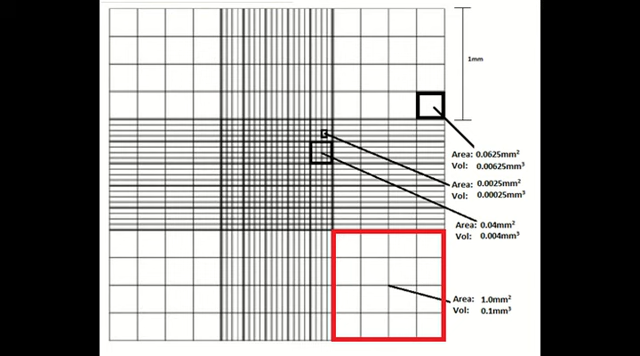 1mm
Area: 0.0625mm²
Vol: 0.00625mm³
Area: 0.0025mm²
Vol: 0.00025mm³
Area: 0.04mm²
Vol: 0.004mm³
Area: 1.0mm²
Vol: 0.1mm³